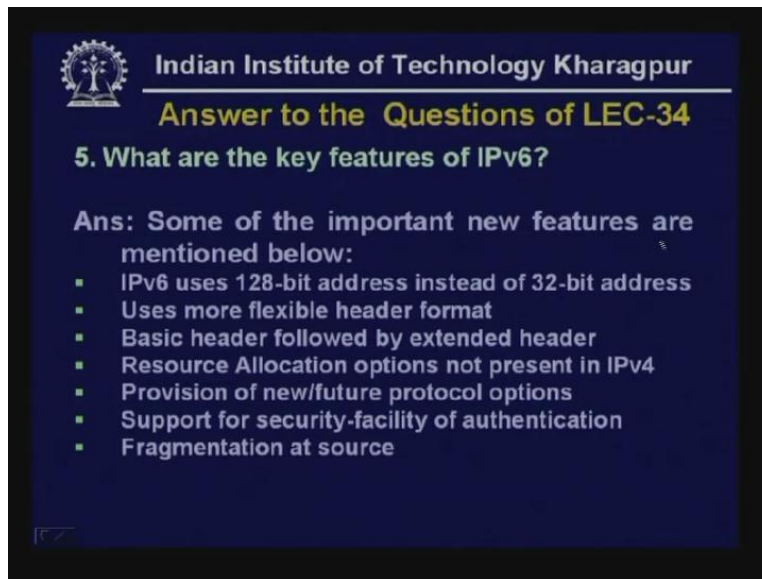 Indian Institute of Technology Kharagpur
Answer to the Questions of LEC-34
5. What are the key features of IPv6?
Ans: Some of the important new features are
mentioned below:
▪ IPv6 uses 128-bit address instead of 32-bit address
▪ Uses more flexible header format
▪ Basic header followed by extended header
▪ Resource Allocation options not present in IPv4
▪ Provision of new/future protocol options
▪ Support for security-facility of authentication
▪ Fragmentation at source